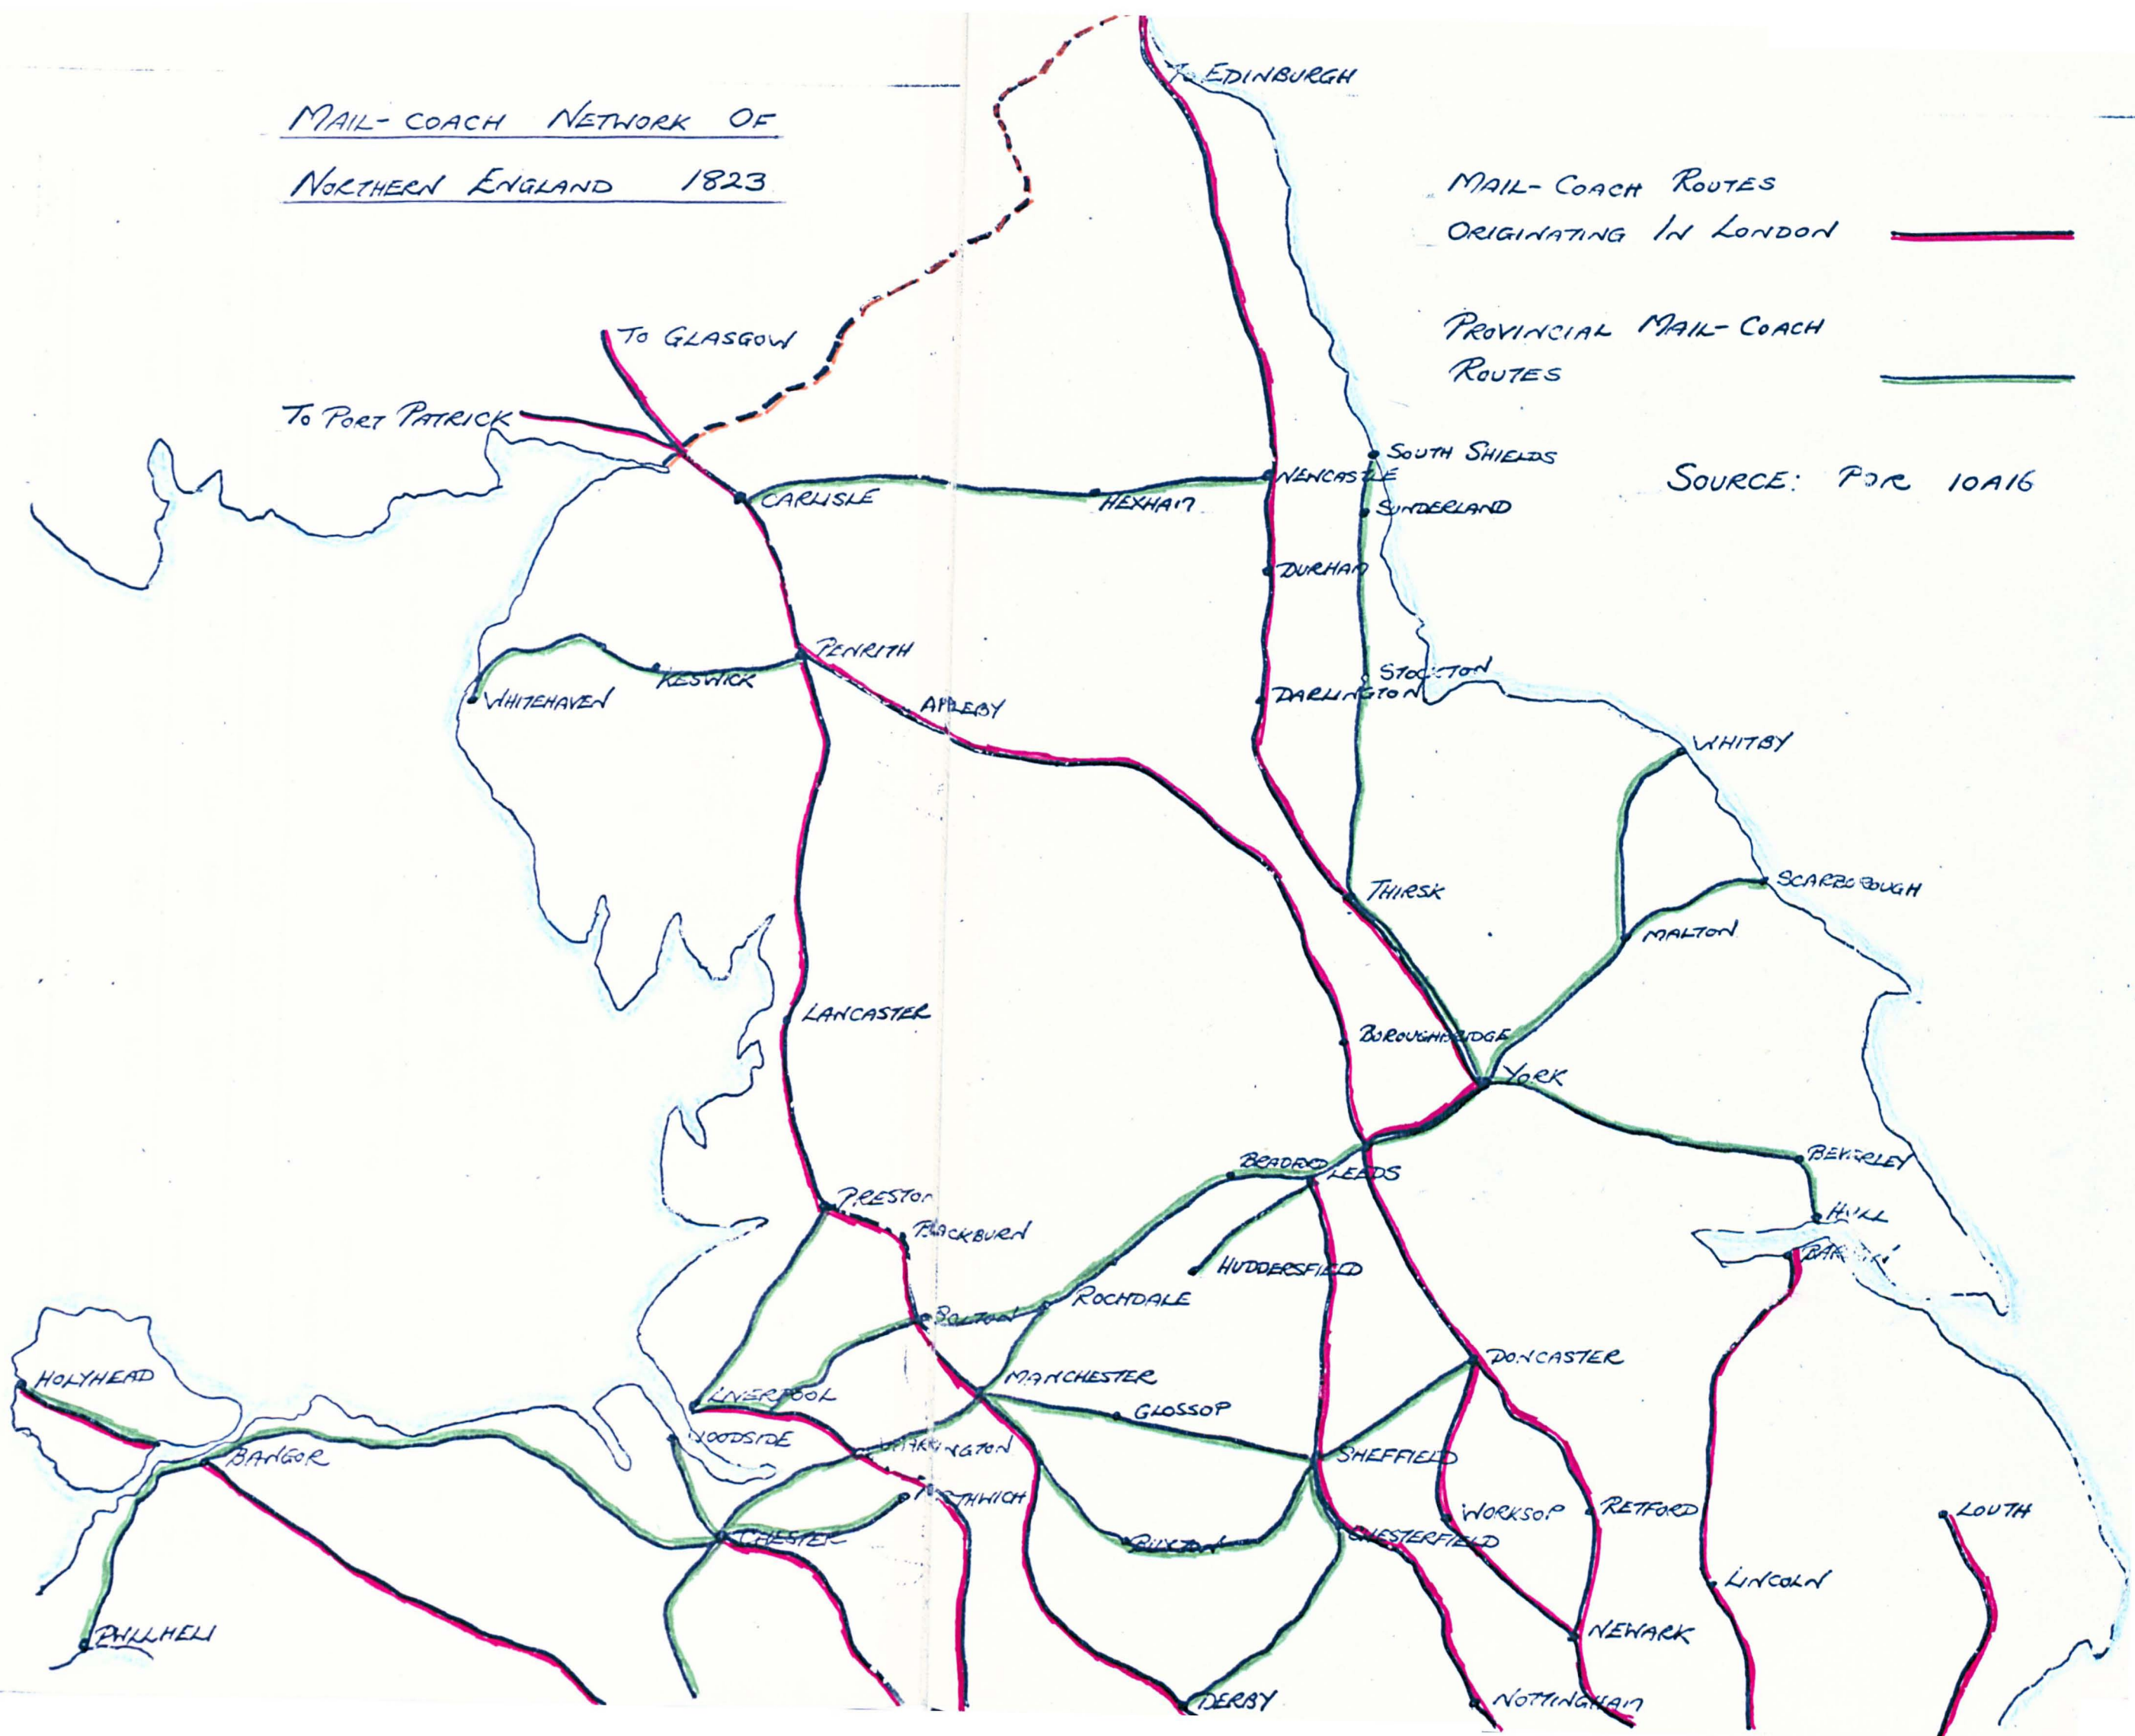 MAIL-COACH NETWORK OF
NORTHERN ENGLAND 1823
EDINBURGH
MAIL-COACH ROUTES
ORIGINATING IN LONDON
PROVINCIAL MAIL-COACH
ROUTES
SOURCE: POR 10A16
TO GLASGOW
TO PORT PATRICK
SOUTH SHIELDS
NEWCASTLE
CARLISLE
HEXHAM
SUNDERLAND
DURHAM
PENRITH
KESWICK
WHITEHAVEN
APPLEBY
STOCKTON
DARLINGTON
WHITBY
THIRSK
SCARBOROUGH
MALTON
LANCASTER
BOROUGHBRIDGE
YORK
BRADFORD
LEEDS
BEVERLEY
PRESTON
BLACKBURN
HULL
HUDDERSFIELD
ROCHDALE
BOLTON
DONCASTER
HOLYHEAD
LIVERPOOL
MANCHESTER
GLOSSOP
WOODSIDE
WARRINGTON
BANGOR
SHEFFIELD
NORTHWICH
WORKSOP
RETFORD
LOUTH
CHESTER
BUXTON
CHESTERFIELD
LINCOLN
PWLLHELI
NEWARK
DERBY
NOTTINGHAM